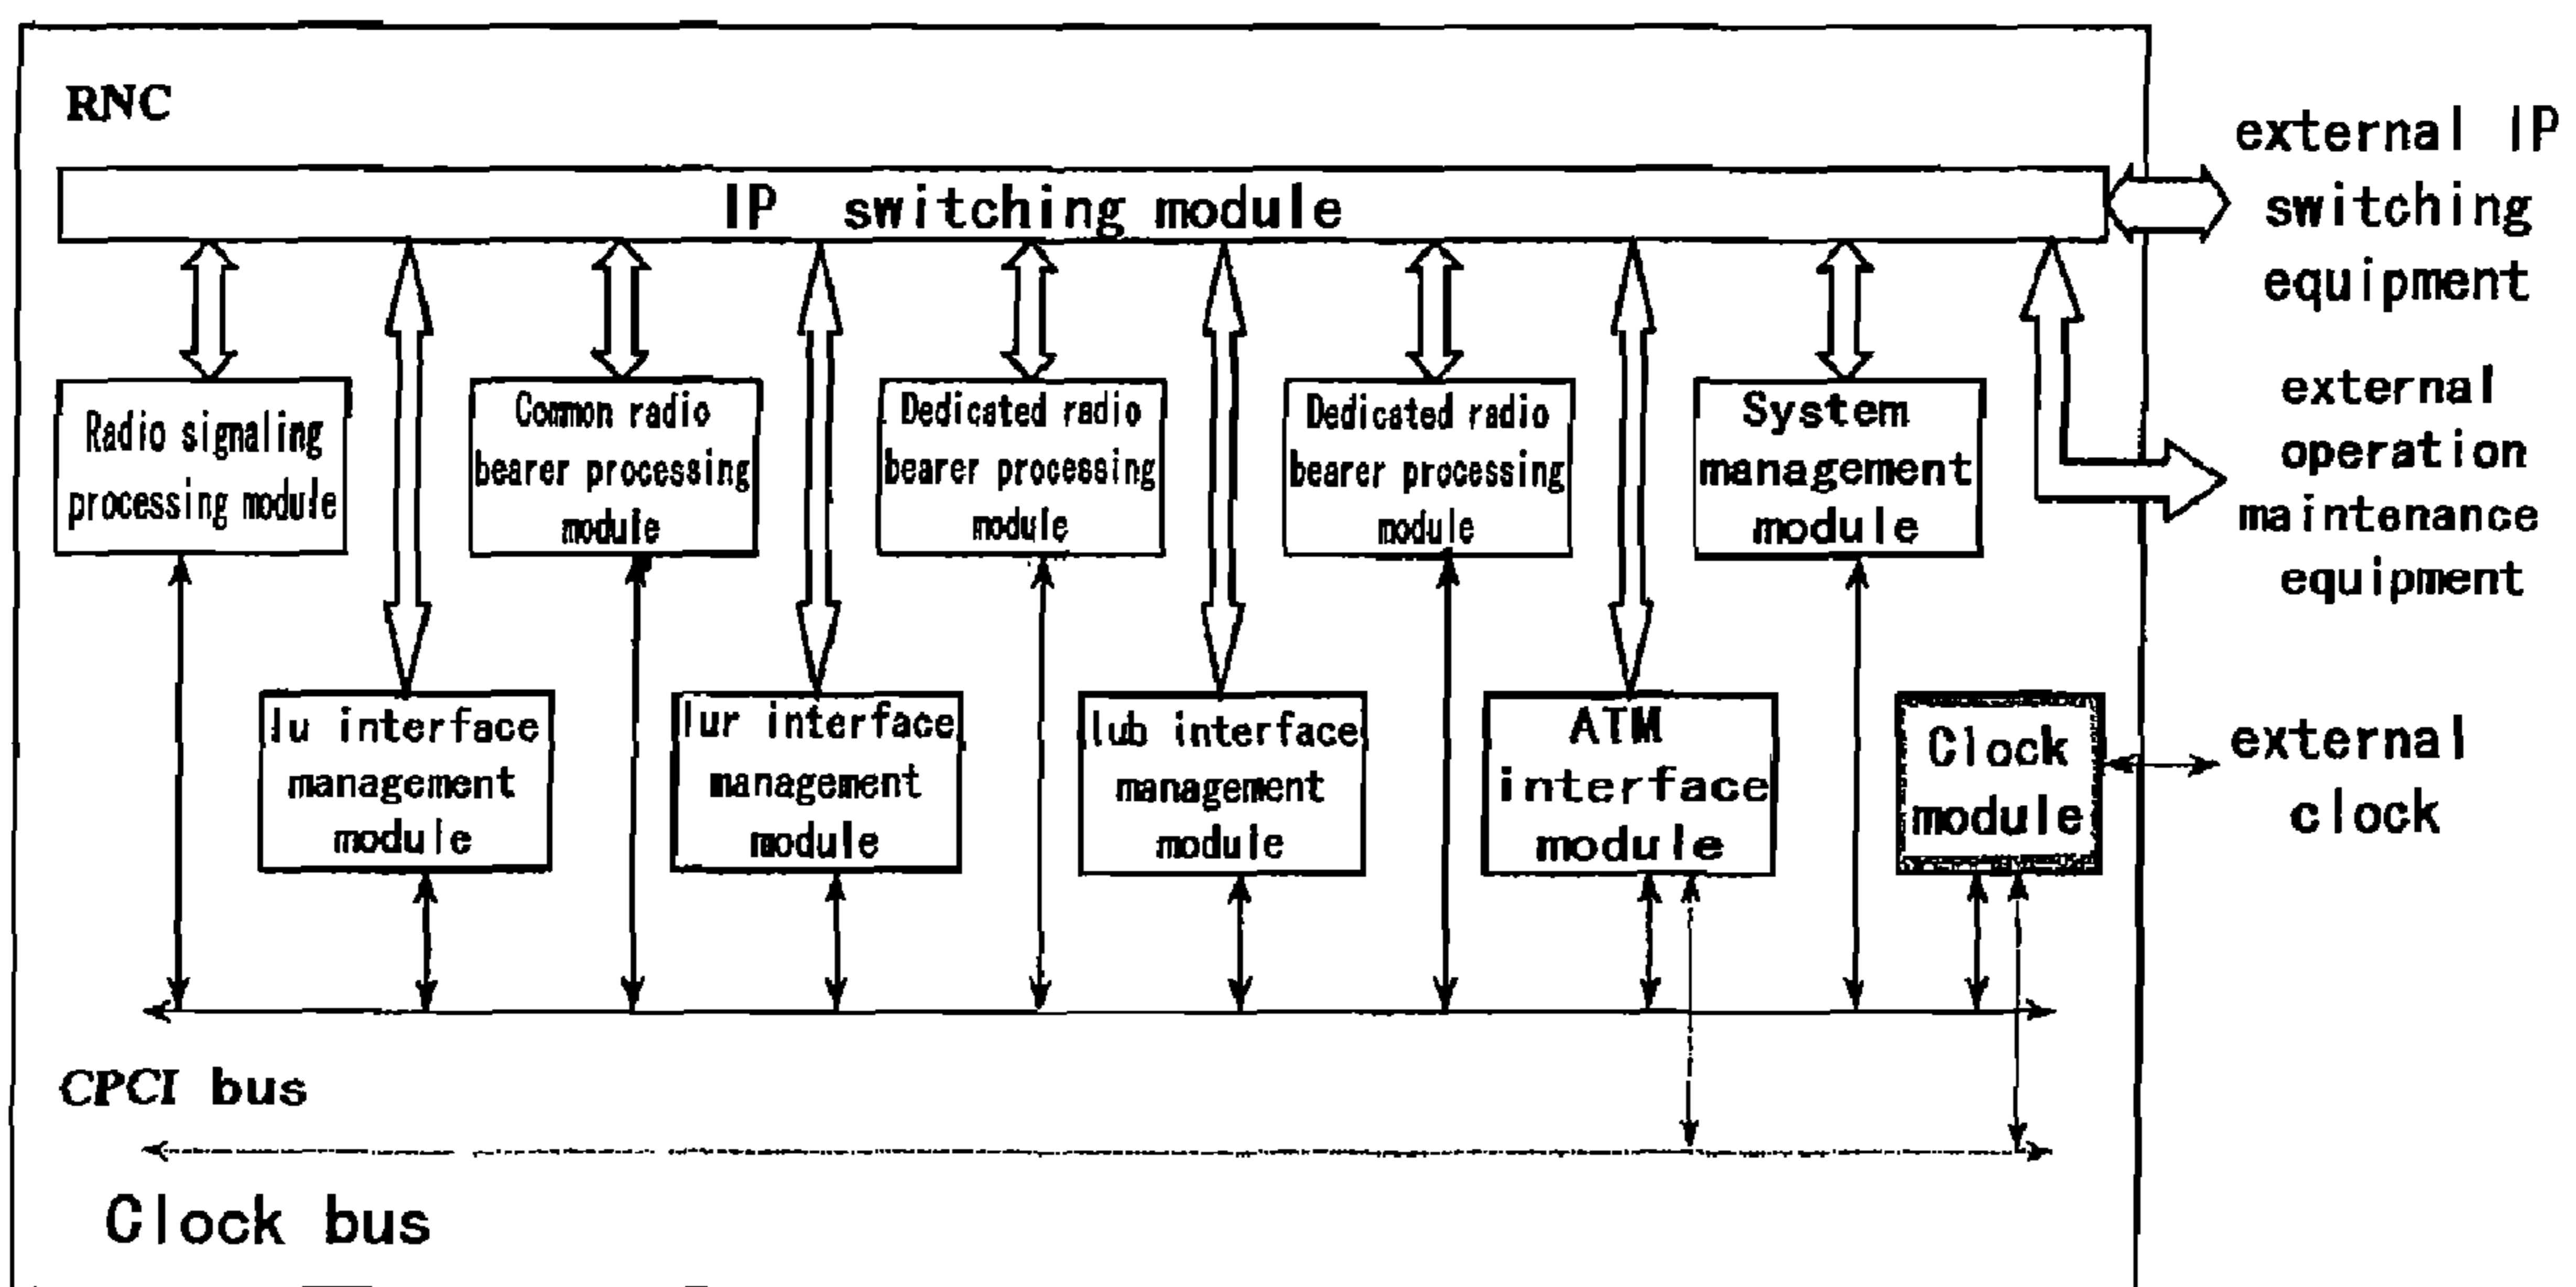 RNC
IP switching module
external IP
switching
equipment
Radio signaling
processing module
Common radio
bearer processing
module
Dedicated radio
bearer processing
module
Dedicated radio
bearer processing
module
System
management
module
external
operation
maintenance
equipment
Iu interface
management
module
Iur interface
management
module
Iub interface
management
module
ATM
interface
module
Clock
module
external
clock
CPCI bus
Clock bus